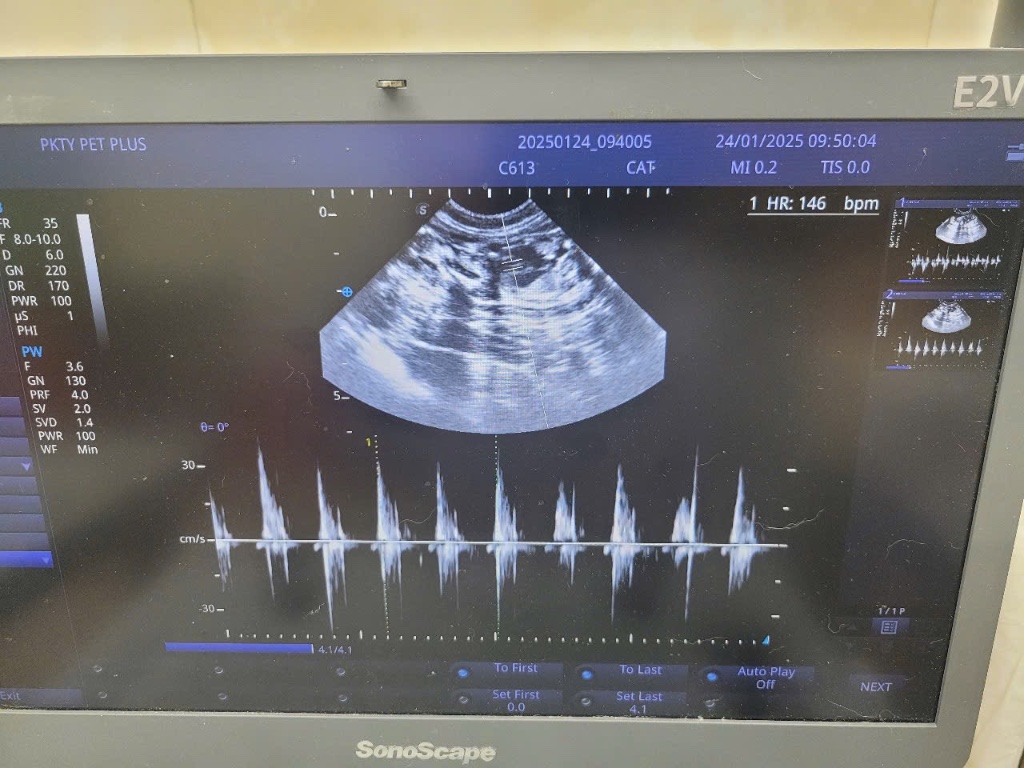 E2V
PKTY PET PLUS
20250124_094005
24/01/2025 09:50:04
C613
CAT
MI 0.2
TIS 0.0
1 HR: 146 bpm
FR 35
F 8.0-10.0
D 6.0
GN 220
DR 170
PWR 100
µS 1
PHI
PW
F 3.6
GN 130
PRF 4.0
SV 2.0
SVD 1.4
PWR 100
WF Min
0
S
5
θ= 0°
1
30
cm/s
-30
4.1/4.1
1
2
1/1 P
To First
To Last
Auto Play
Off
Exit
Set First
0.0
Set Last
4.1
NEXT
SonoScape